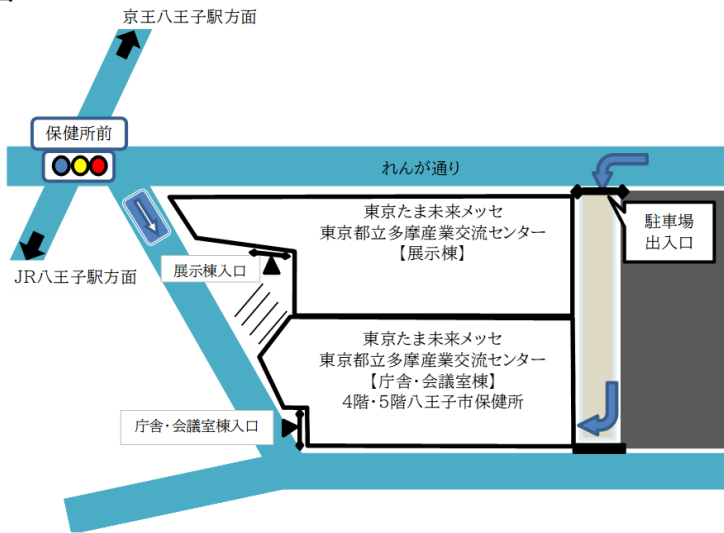 京王八王子駅方面
保健所前
れんが通り
東京たま未来メッセ
東京都立多摩産業交流センター
【展示棟】
駐車場
出入口
展示棟入口
JR八王子駅方面
東京たま未来メッセ
東京都立多摩産業交流センター
【庁舎・会議室棟】
4階・5階八王子市保健所
庁舎・会議室棟入口